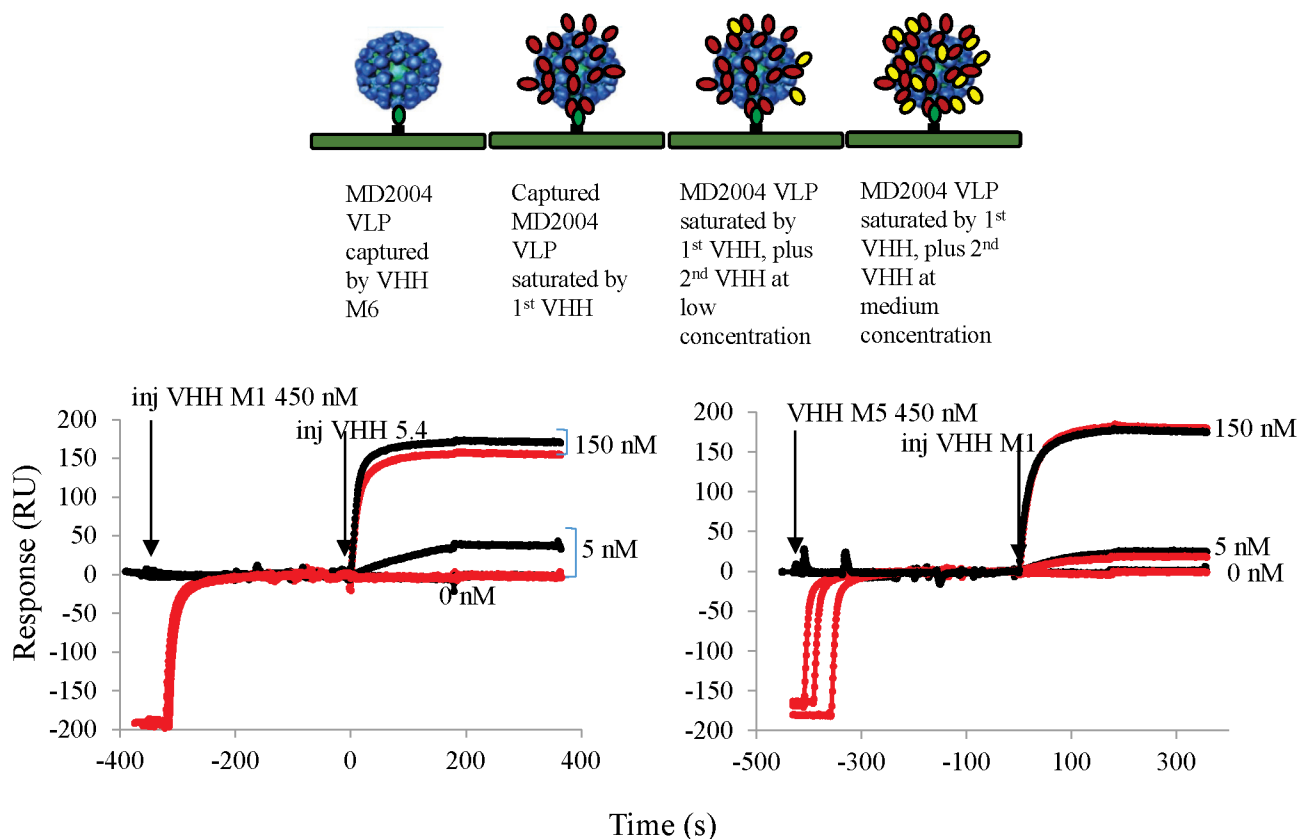 MD2004
VLP
captured
by VHH
M6
Captured
MD2004
VLP
saturated by
1st VHH
MD2004 VLP
saturated by
1st VHH, plus
2nd VHH at
low
concentration
MD2004 VLP
saturated by 1st
VHH, plus 2nd
VHH at
medium
concentration
Response (RU)
inj VHH M1 450 nM
inj VHH 5.4
150 nM
5 nM
0 nM
200
150
100
50
0
-50
-100
-150
-200
-400
-200
0
200
400
VHH M5 450 nM
inj VHH M1
150 nM
5 nM
0 nM
200
150
100
50
0
-50
-100
-150
-200
-500
-300
-100
100
300
Time (s)